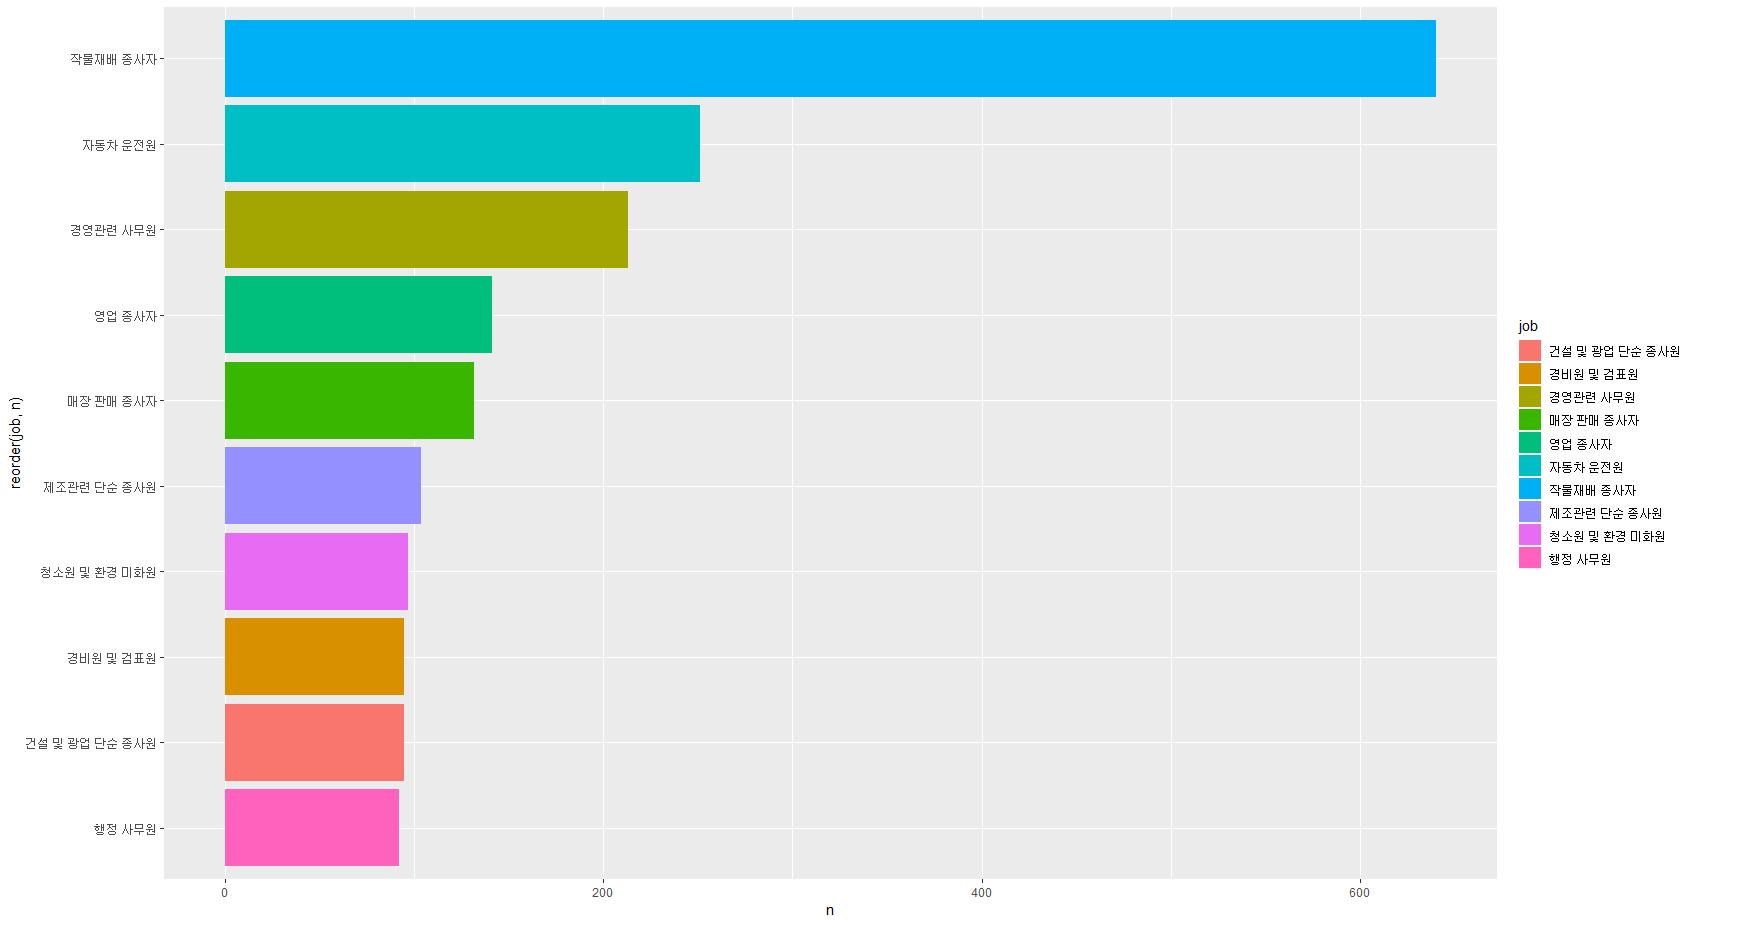 작물재배 종사자
자동차 운전원
경영관련 사무원
영업 종사자
매장 판매 종사자
제조관련 단순 종사원
청소원 및 환경 미화원
경비원 및 검표원
건설 및 광업 단순 종사원
행정 사무원
reorder(job, n)
0 200 400 600
n
job
건설 및 광업 단순 종사원
경비원 및 검표원
경영관련 사무원
매장 판매 종사자
영업 종사자
자동차 운전원
작물재배 종사자
제조관련 단순 종사원
청소원 및 환경 미화원
행정 사무원